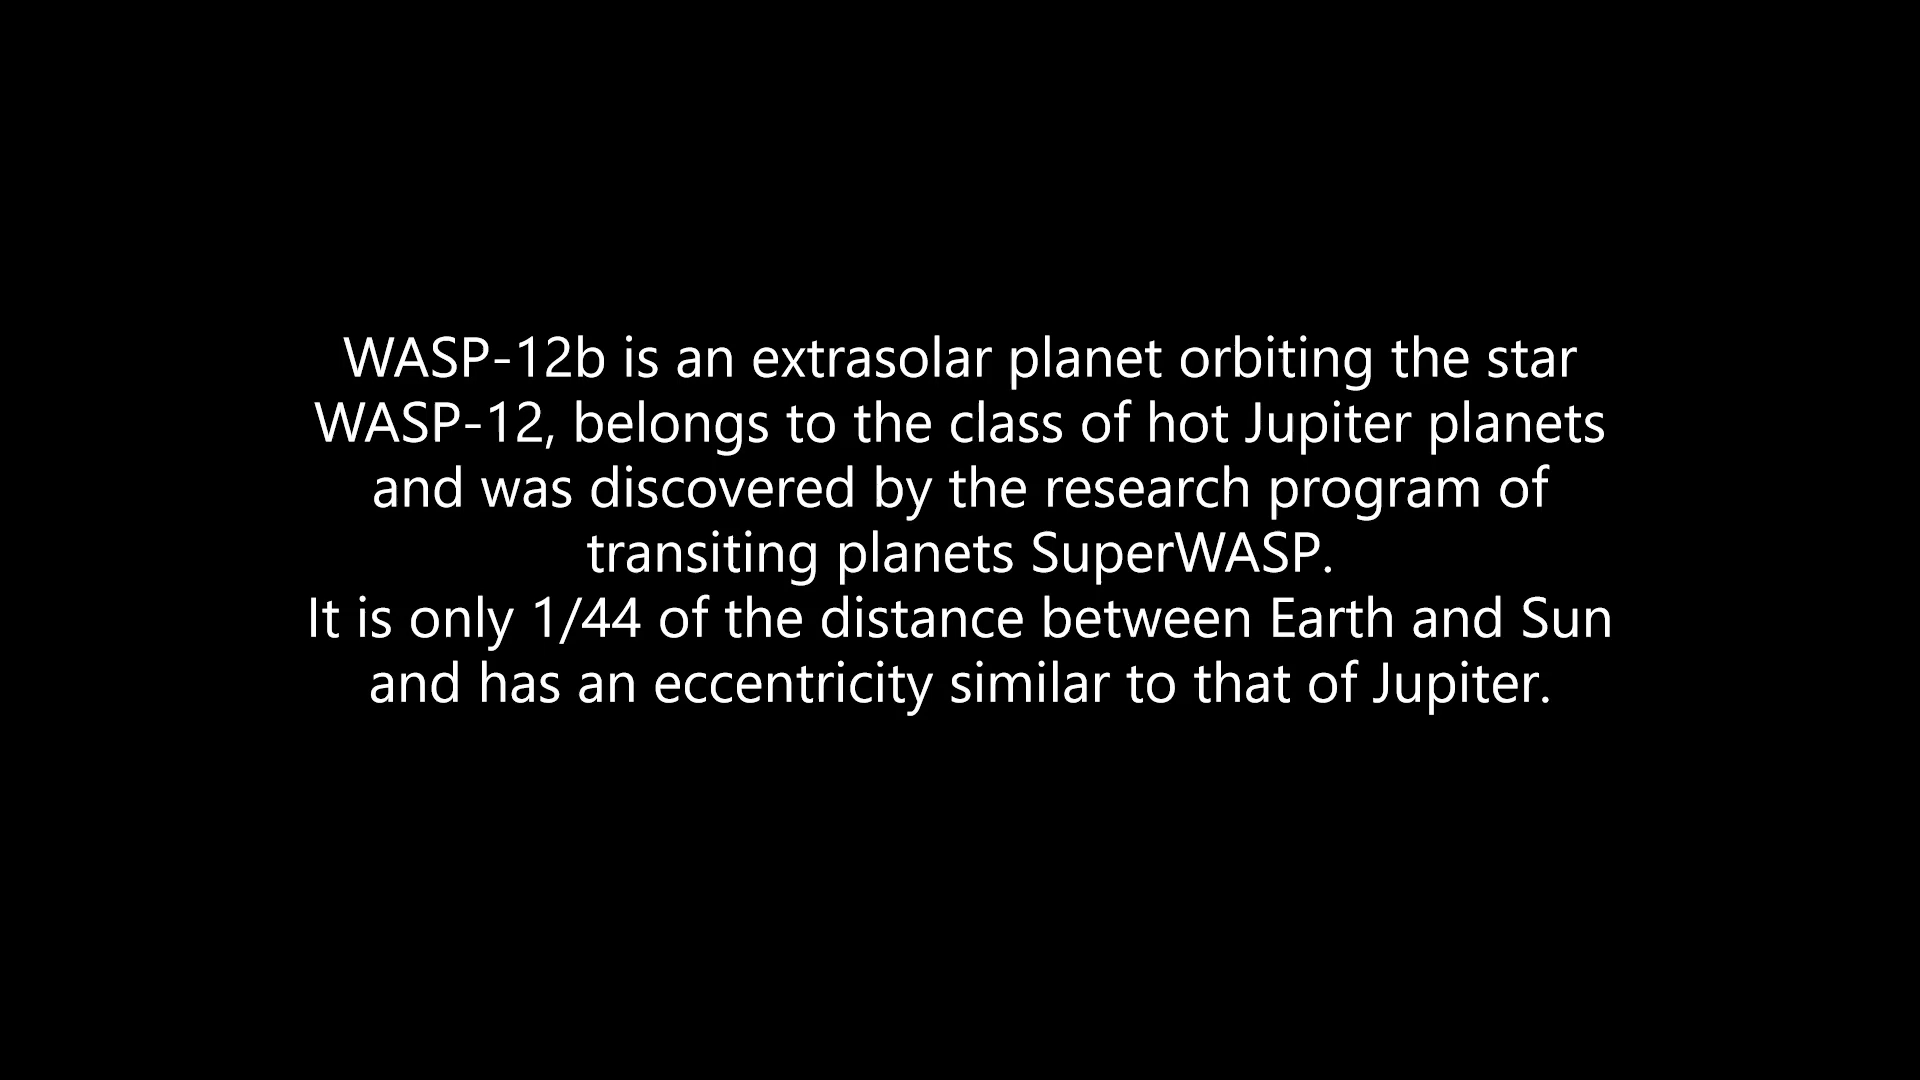 WASP-12b is an extrasolar planet orbiting the star
WASP-12, belongs to the class of hot Jupiter planets
and was discovered by the research program of
transiting planets SuperWASP.
It is only 1/44 of the distance between Earth and Sun
and has an eccentricity similar to that of Jupiter.